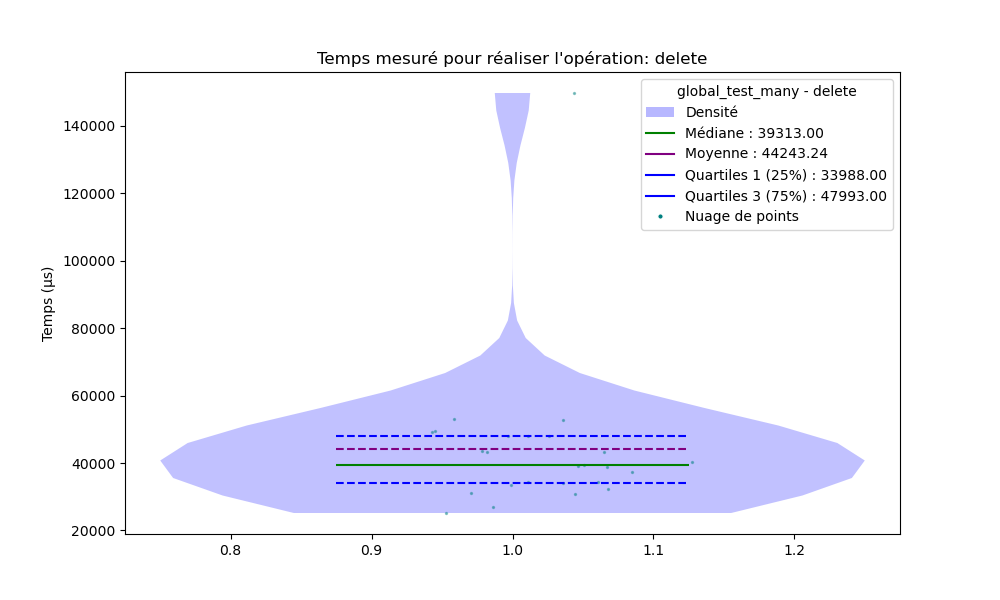 Temps mesuré pour réaliser l'opération: delete
global_test_many - delete
Densité
Médiane : 39313.00
Moyenne : 44243.24
Quartiles 1 (25%) : 33988.00
Quartiles 3 (75%) : 47993.00
Nuage de points
Temps (µs)
140000
120000
100000
80000
60000
40000
20000
0.8 0.9 1.0 1.1 1.2